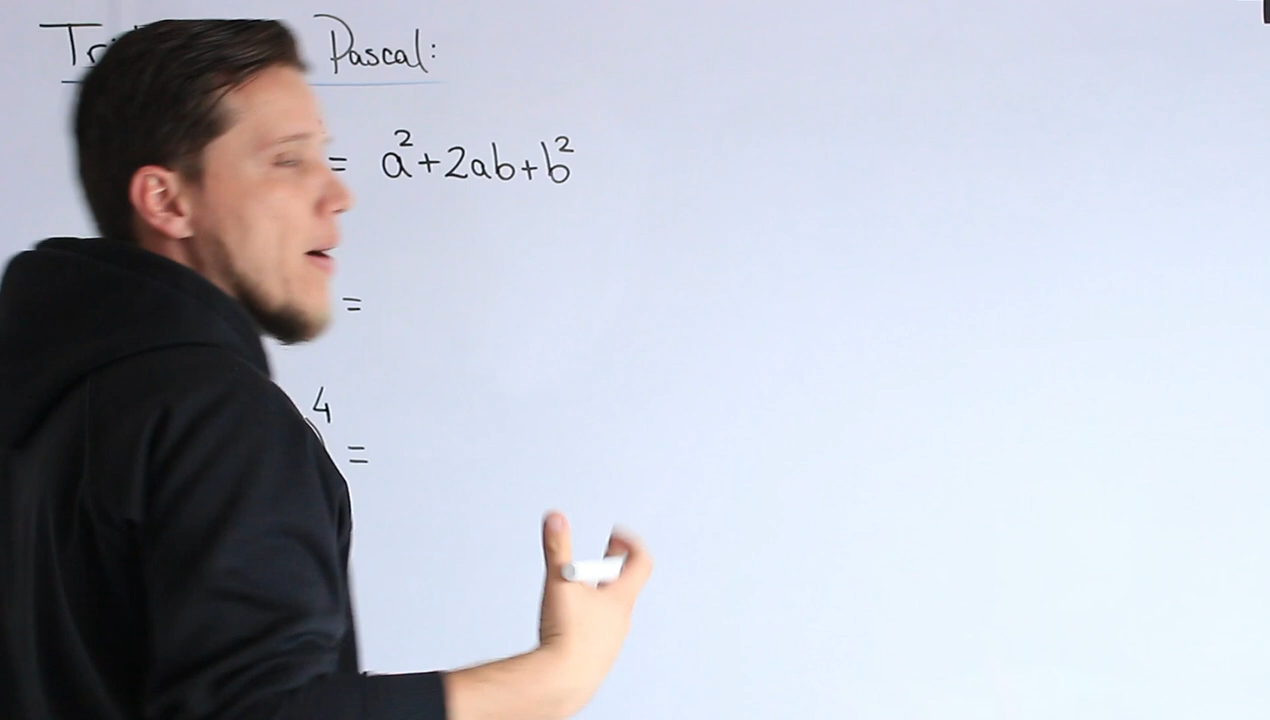 Pascal:
= a²+2ab+b²
=
4 =